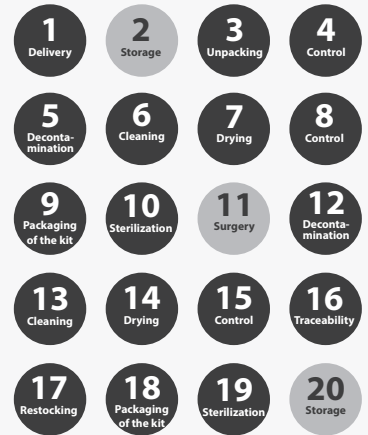 1
Delivery
2
Storage
3
Unpacking
4
Control
5
Deconta-
mination
6
Cleaning
7
Drying
8
Control
9
Packaging
of the kit
10
Sterilization
11
Surgery
12
Deconta-
mination
13
Cleaning
14
Drying
15
Control
16
Traceability
17
Restocking
18
Packaging
of the kit
19
Sterilization
20
Storage